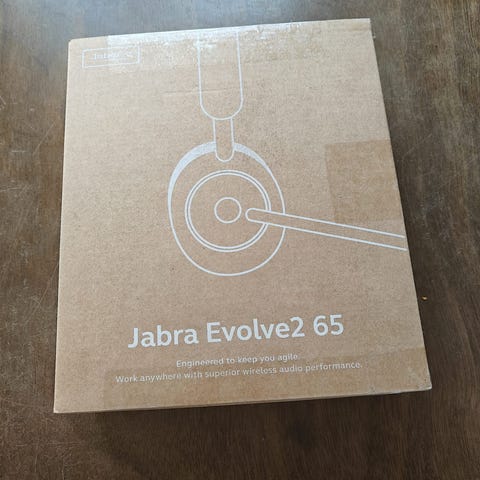 Jabra Evolve2 65
Engineered to keep you agile.
Work anywhere with superior wireless audio performance.